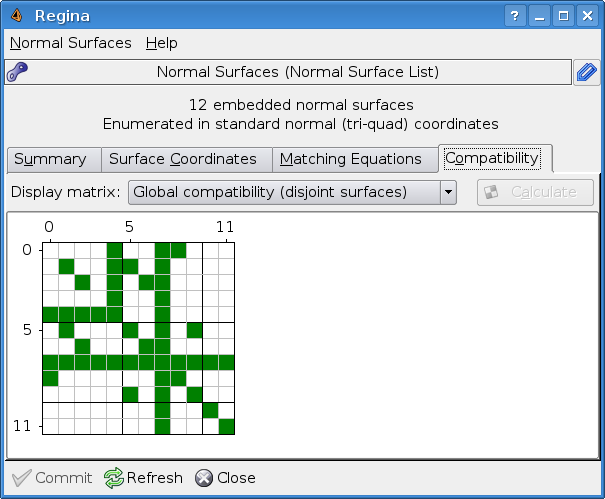 Regina
Normal Surfaces Help
Normal Surfaces (Normal Surface List)
12 embedded normal surfaces
Enumerated in standard normal (tri-quad) coordinates
Summary Surface Coordinates Matching Equations Compatibility
Display matrix: Global compatibility (disjoint surfaces) Calculate
0 5 11
0
5
11
Commit Refresh Close